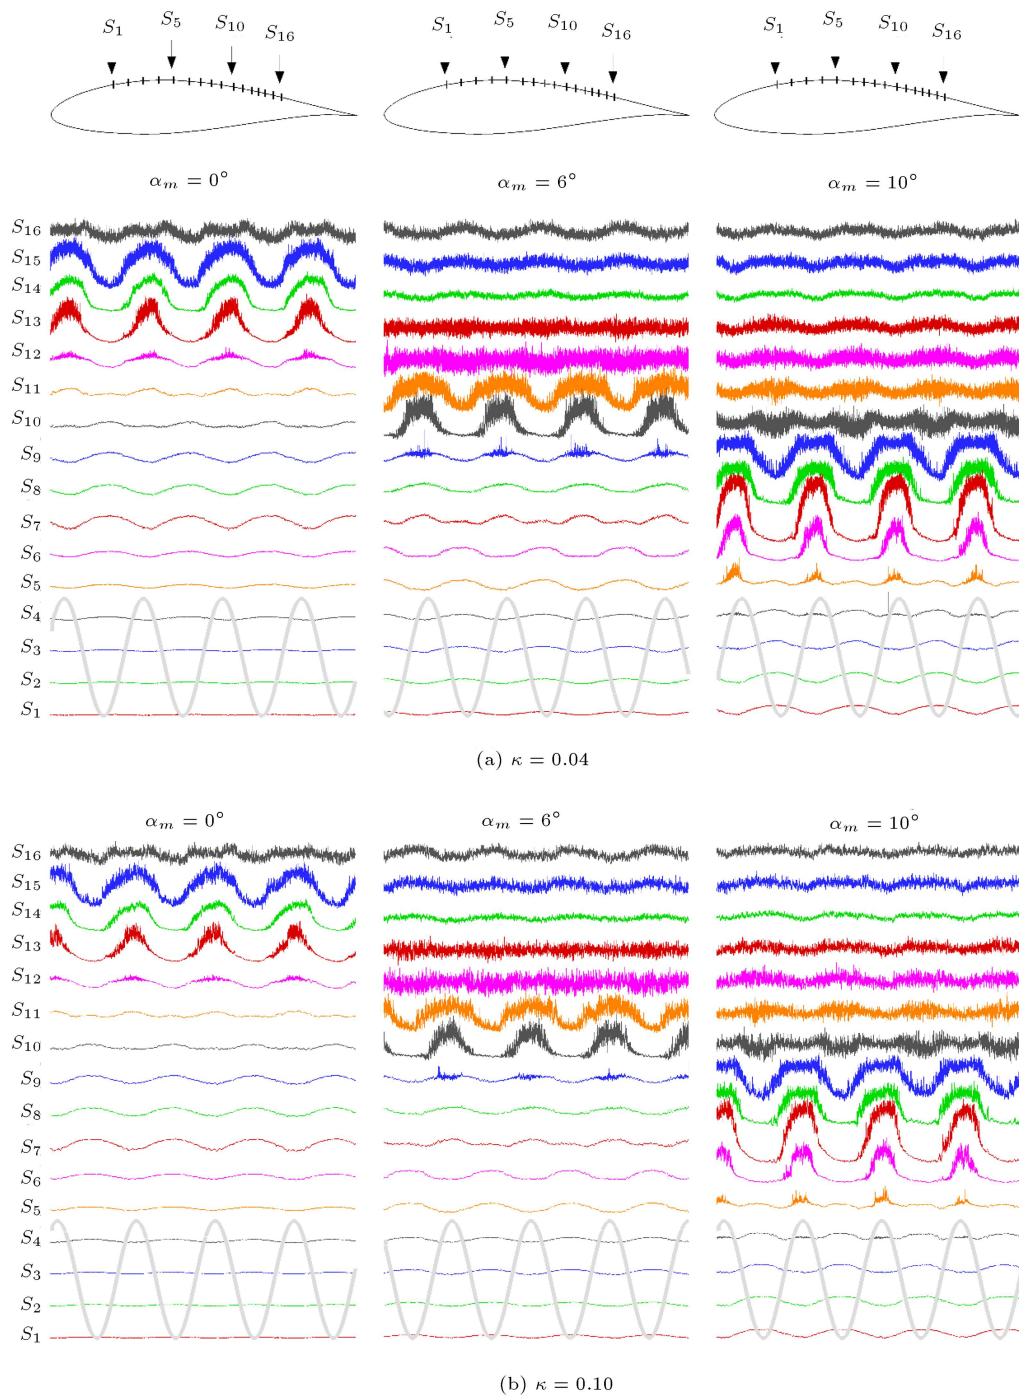 S₁ S₅ S₁₀ S₁₆ S₁ S₅ S₁₀ S₁₆ S₁ S₅ S₁₀ S₁₆
αₘ = 0° αₘ = 6° αₘ = 10°
S₁₆
S₁₅
S₁₄
S₁₃
S₁₂
S₁₁
S₁₀
S₉
S₈
S₇
S₆
S₅
S₄
S₃
S₂
S₁
(a) κ = 0.04
αₘ = 0° αₘ = 6° αₘ = 10°
S₁₆
S₁₅
S₁₄
S₁₃
S₁₂
S₁₁
S₁₀
S₉
S₈
S₇
S₆
S₅
S₄
S₃
S₂
S₁
(b) κ = 0.10